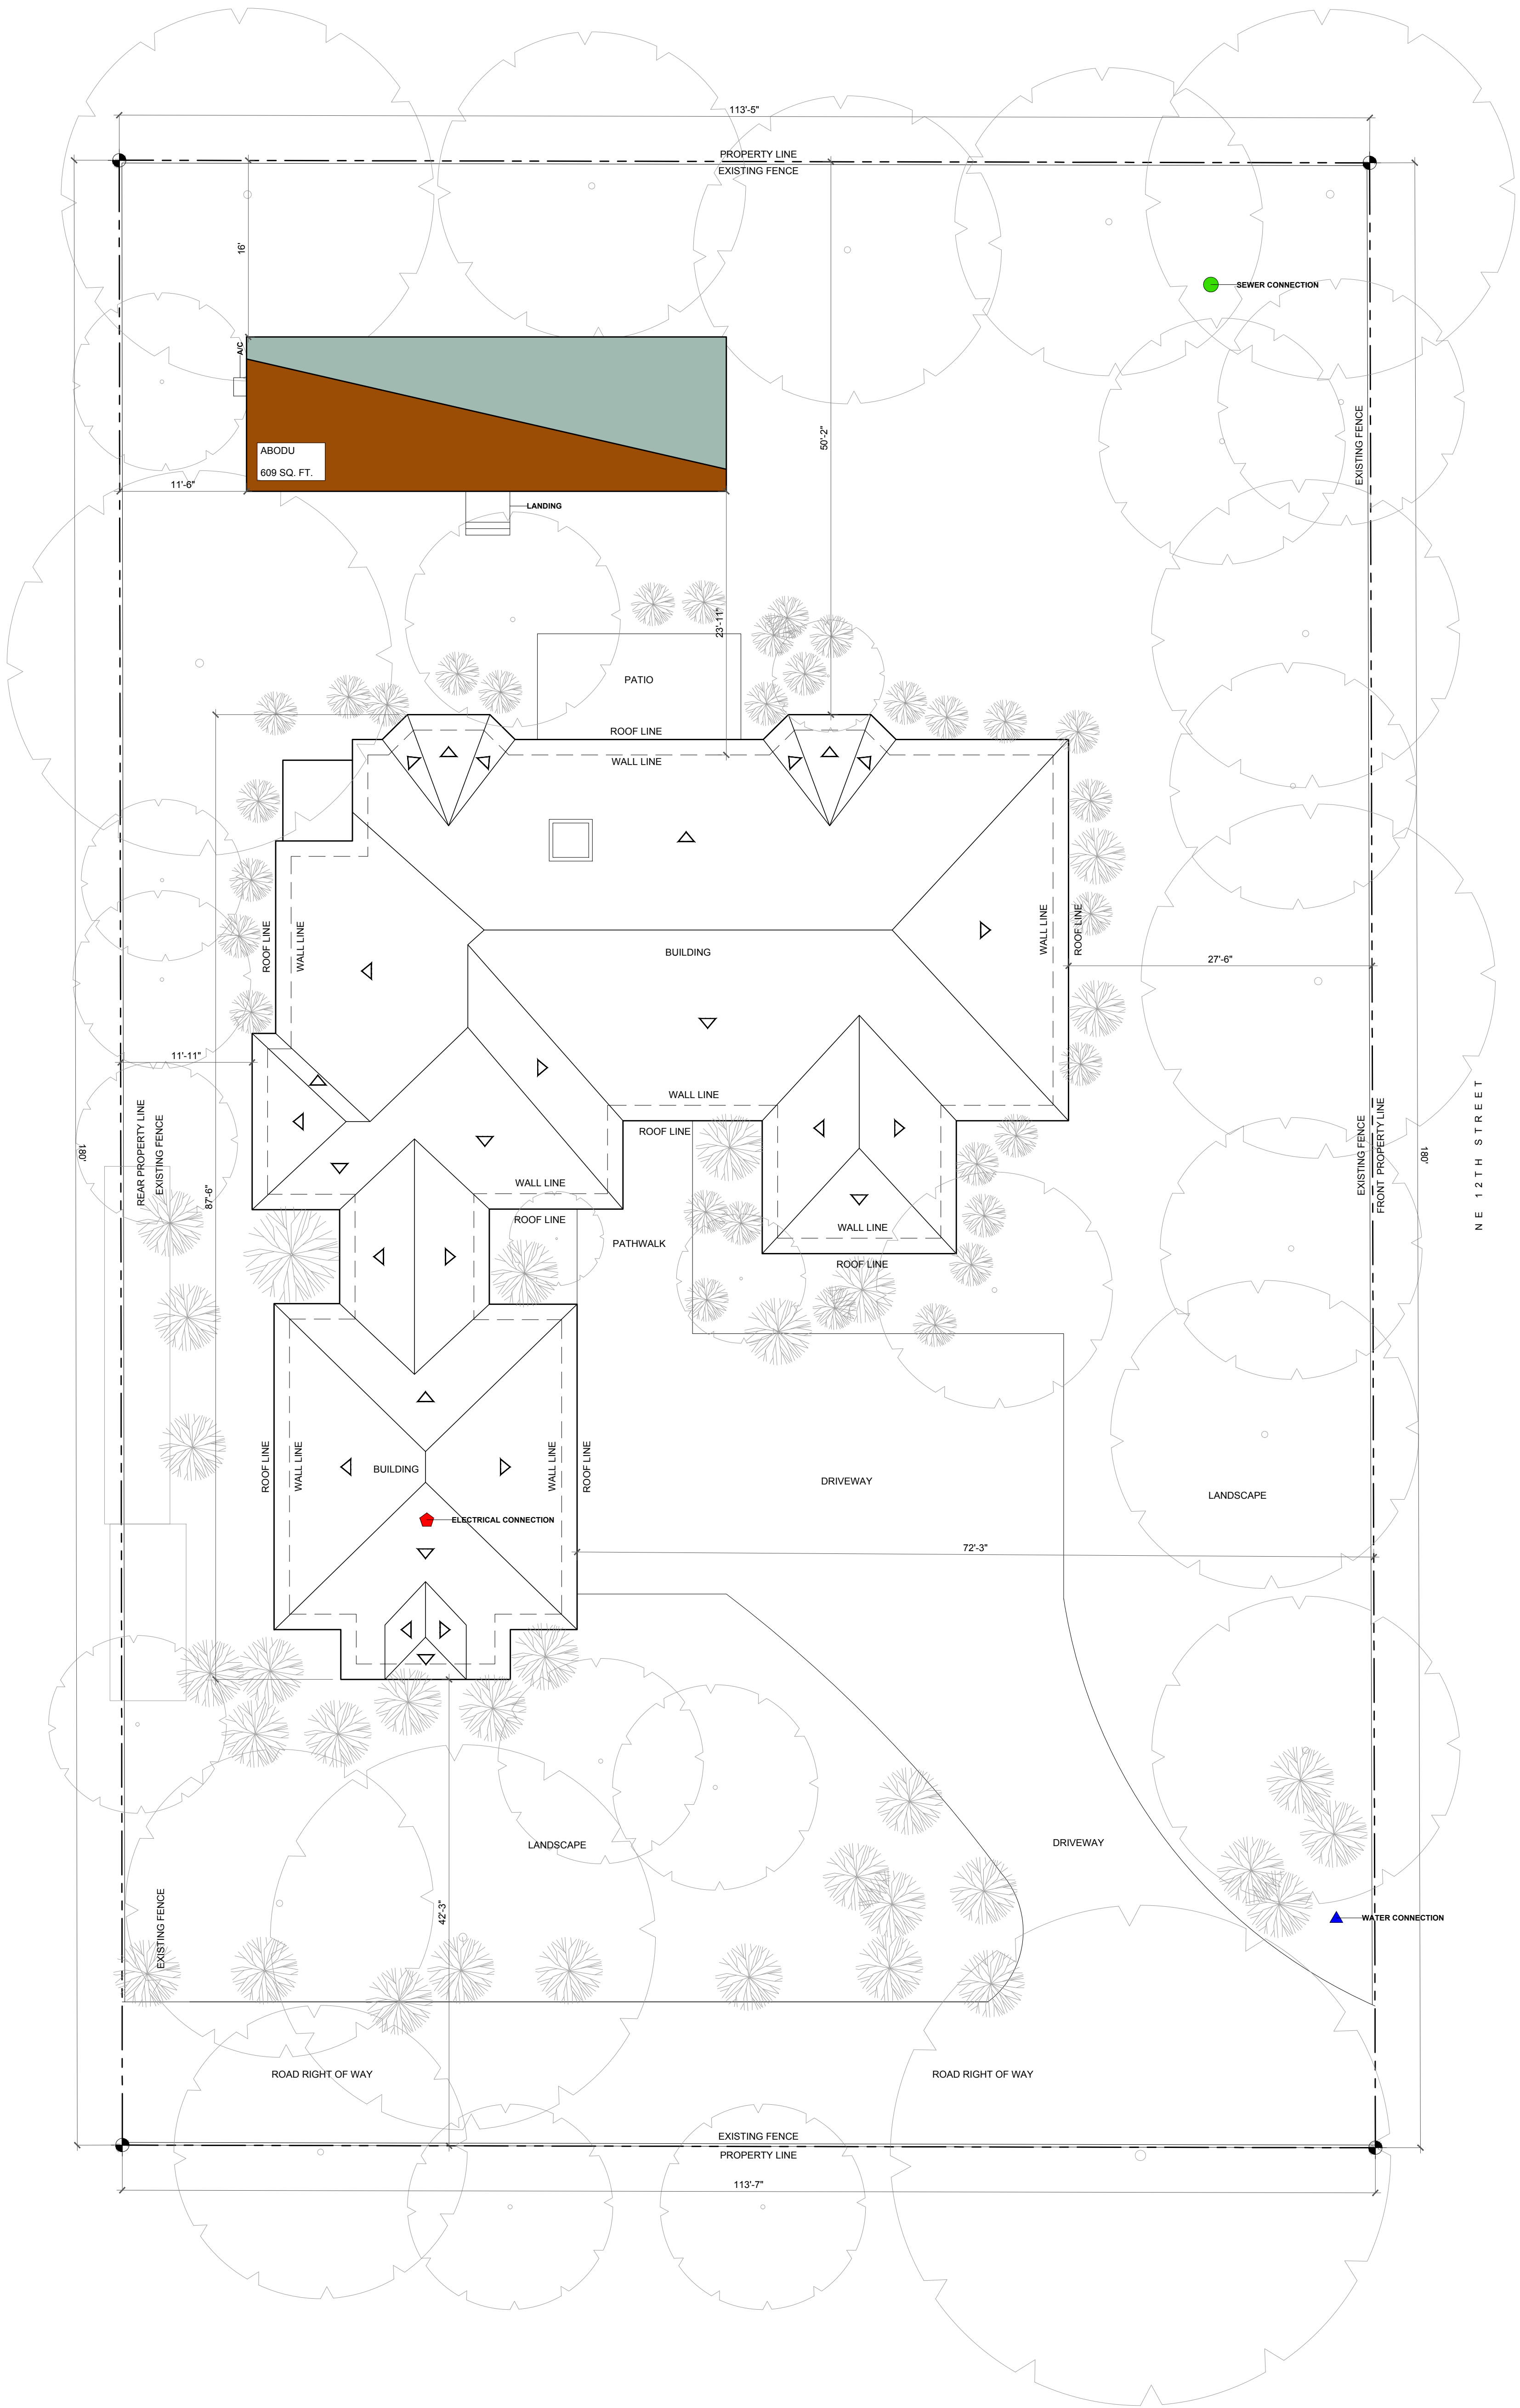 113'-5"
PROPERTY LINE
EXISTING FENCE
16'
SEWER CONNECTION
A/C
50'-2"
EXISTING FENCE
ABODU
609 SQ. FT.
11'-6"
LANDING
23'-11"
PATIO
ROOF LINE
WALL LINE
ROOF LINE
WALL LINE
BUILDING
WALL LINE
ROOF LINE
27'-6"
11'-11"
WALL LINE
ROOF LINE
REAR PROPERTY LINE
EXISTING FENCE
180'
87'-6"
WALL LINE
ROOF LINE
PATHWALK
WALL LINE
ROOF LINE
EXISTING FENCE
FRONT PROPERTY LINE
180'
NE 12TH STREET
ROOF LINE
WALL LINE
BUILDING
WALL LINE
ROOF LINE
DRIVEWAY
LANDSCAPE
ELECTRICAL CONNECTION
72'-3"
LANDSCAPE
DRIVEWAY
EXISTING FENCE
42'-3"
WATER CONNECTION
ROAD RIGHT OF WAY
ROAD RIGHT OF WAY
EXISTING FENCE
PROPERTY LINE
113'-7"